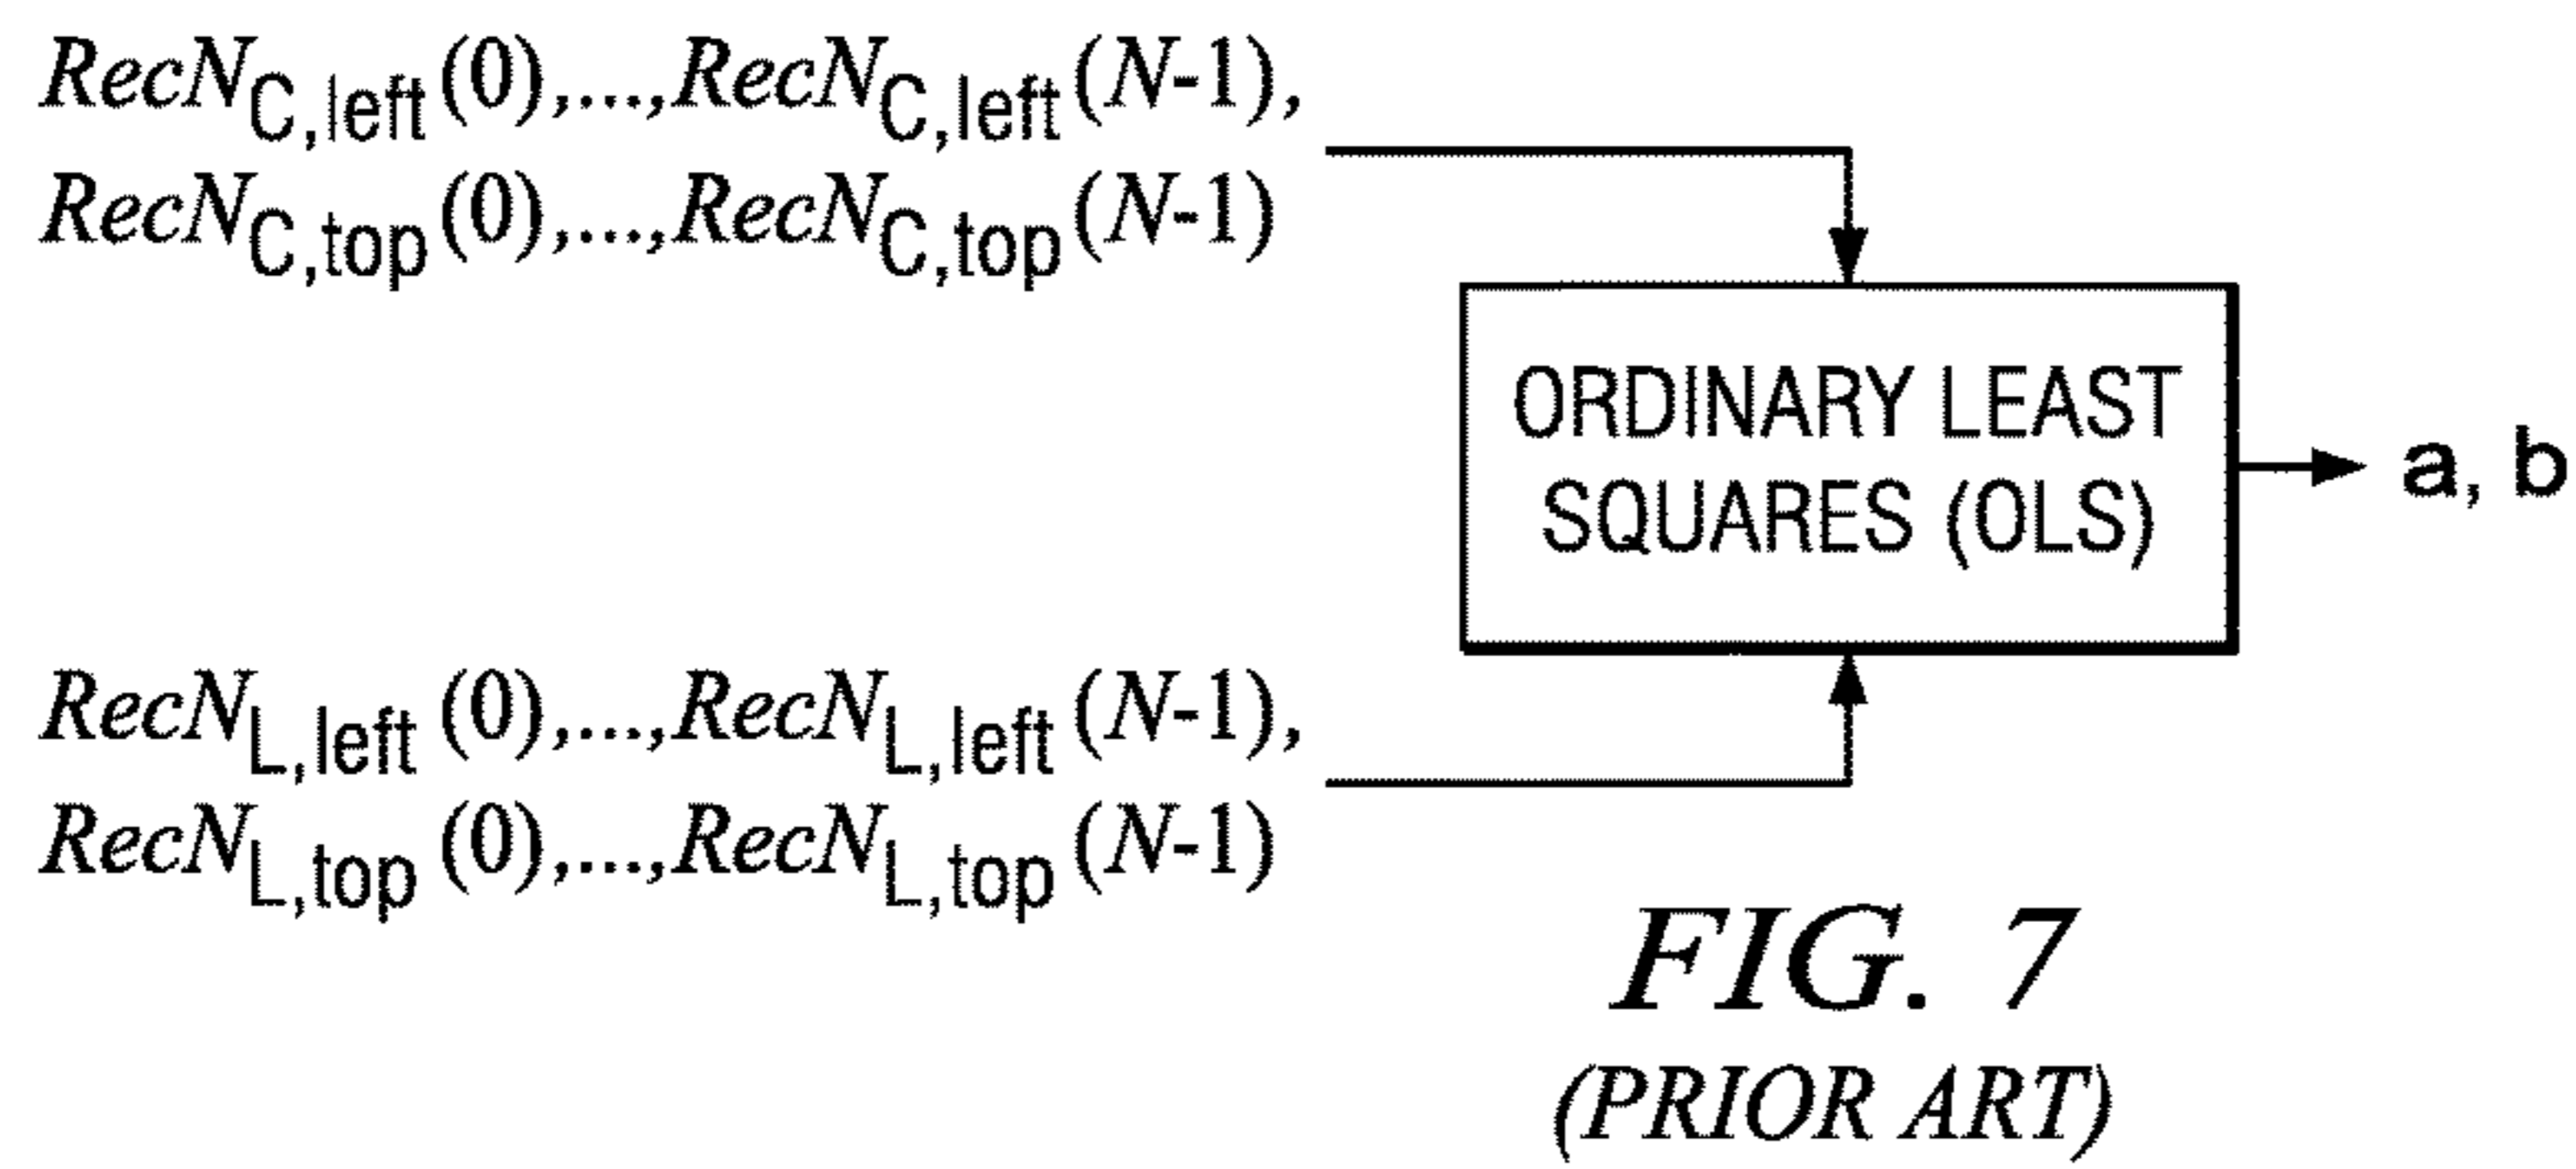 RecN_C,left(0),...,RecN_C,left(N-1),
RecN_C,top(0),...,RecN_C,top(N-1)
ORDINARY LEAST
SQUARES (OLS)
a, b
RecN_L,left(0),...,RecN_L,left(N-1),
RecN_L,top(0),...,RecN_L,top(N-1)
FIG. 7
(PRIOR ART)